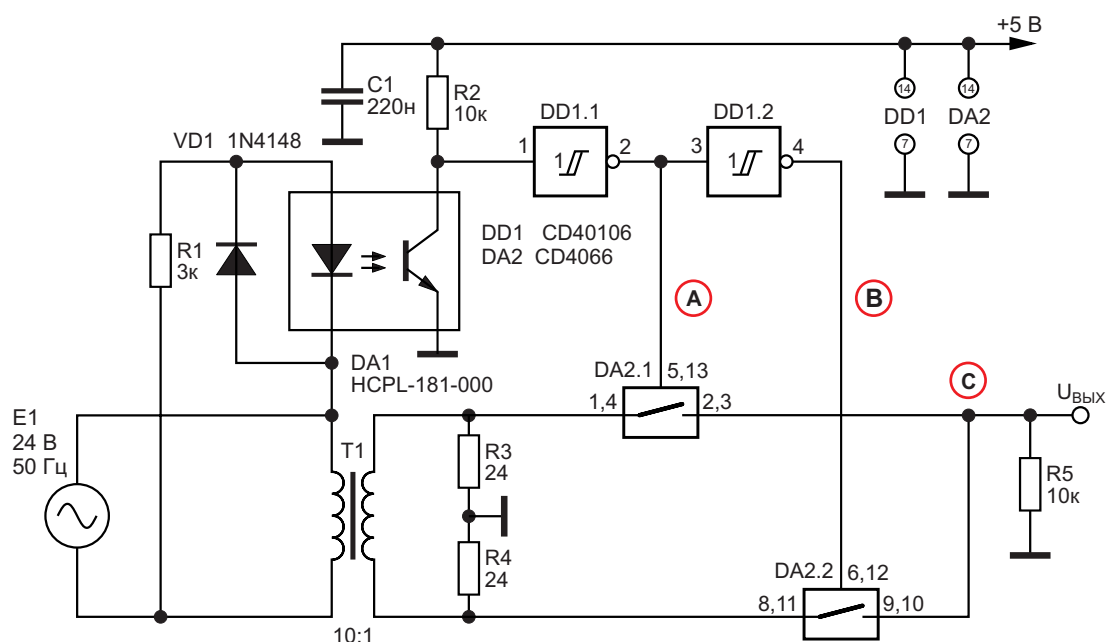 +5 В
C1
220н
R2
10к
DD1.1
DD1.2
14
14
DD1
DA2
7
7
VD1 1N4148
1
1
2
3
1
4
R1
3к
DD1 CD40106
DA2 CD4066
A
B
DA1
HCPL-181-000
DA2.1
5,13
C
UВЫХ
1,4
2,3
E1
24 В
50 Гц
T1
R3
24
R5
10к
R4
24
DA2.2
6,12
8,11
9,10
10:1